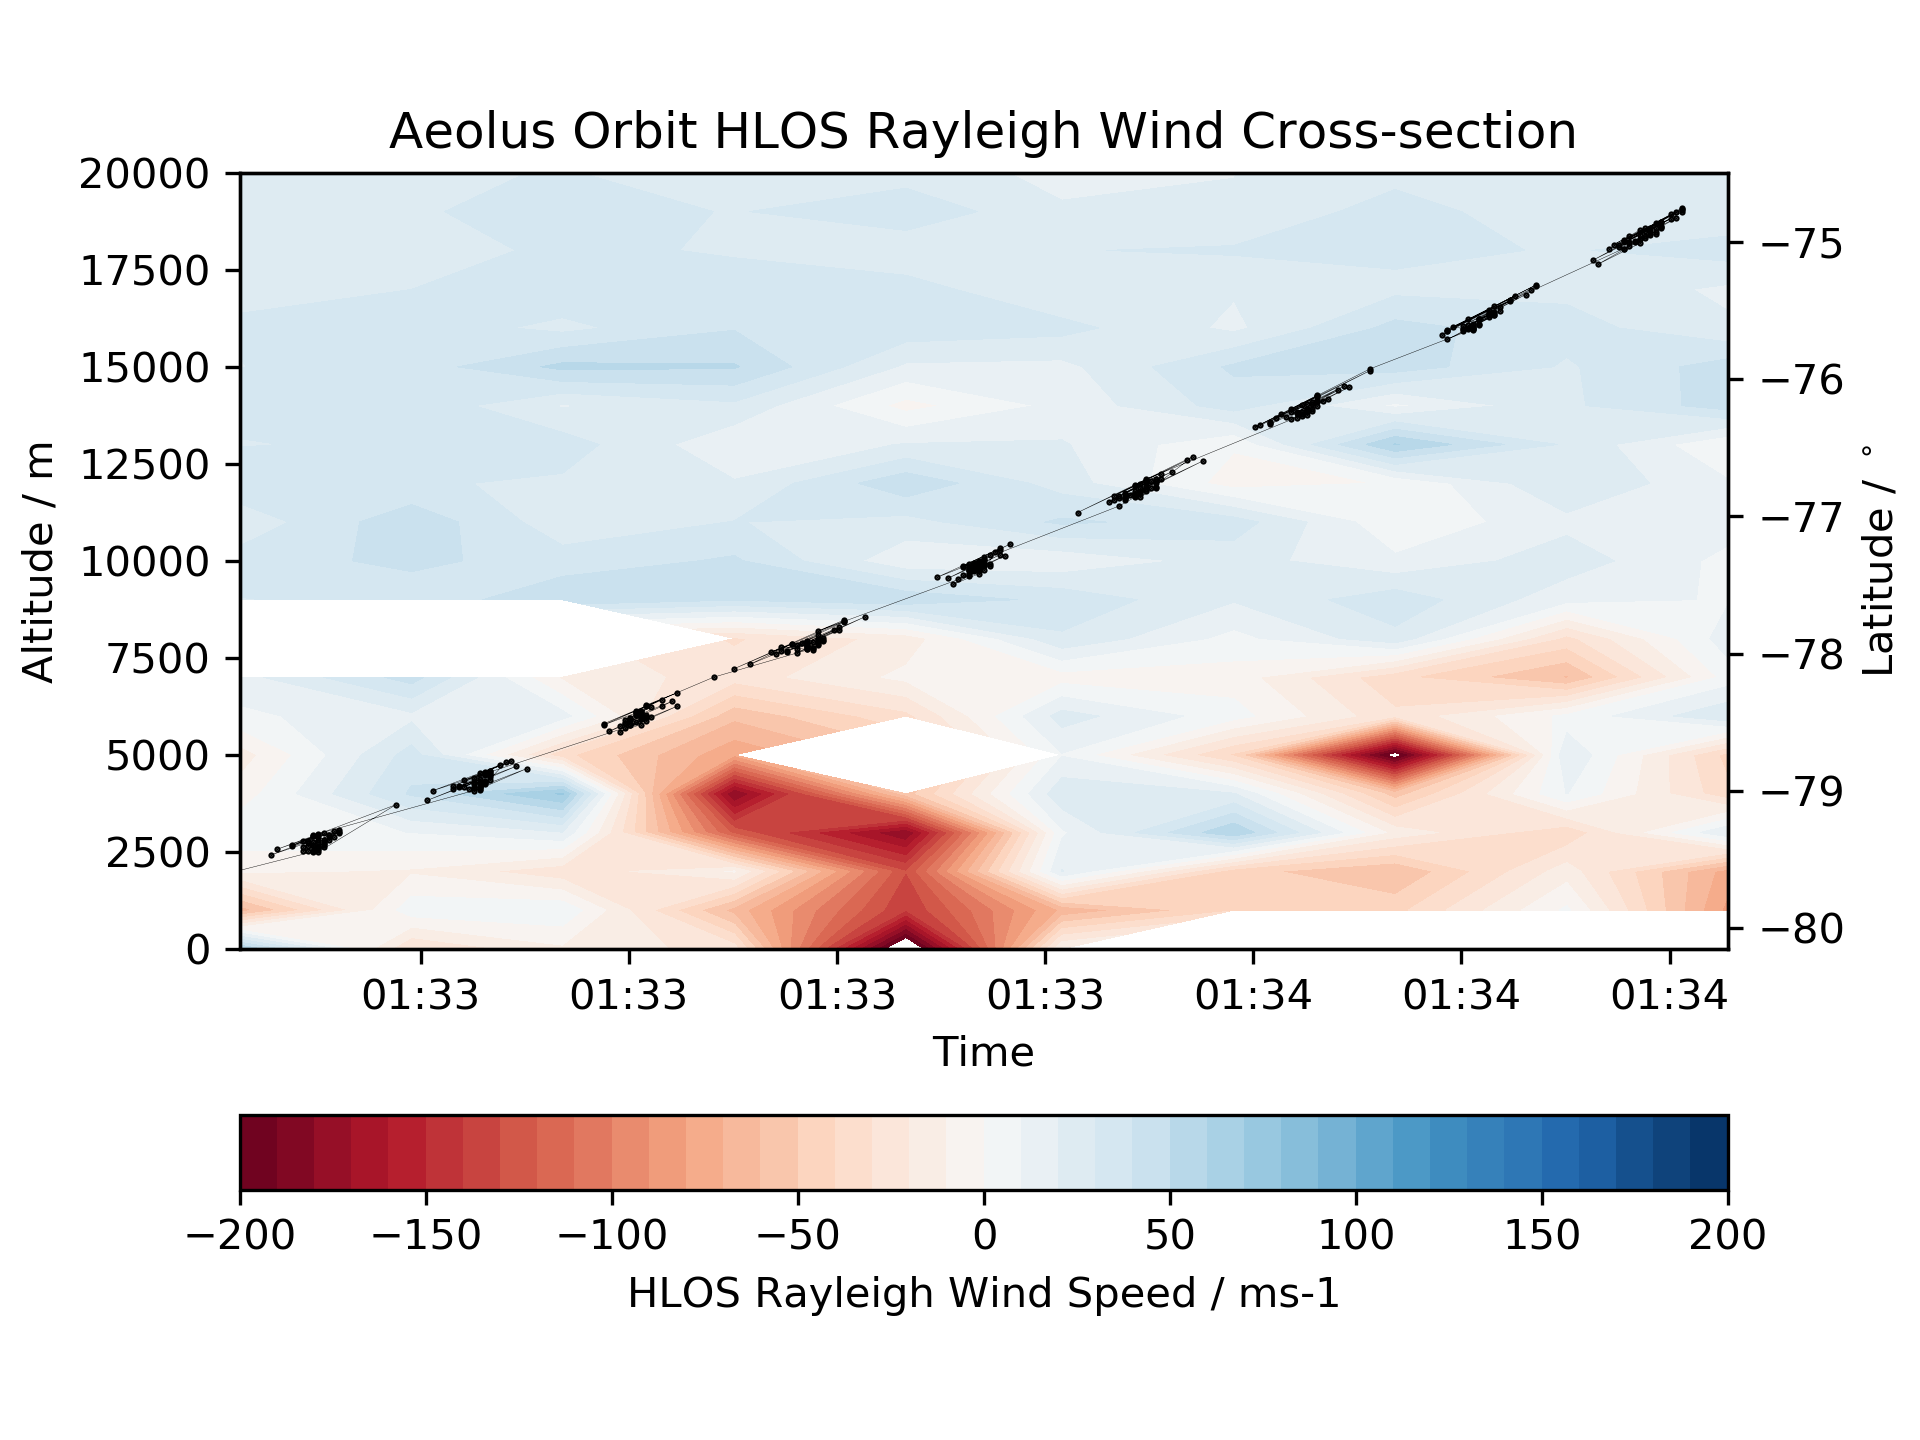 Aeolus Orbit HLOS Rayleigh Wind Cross-section
20000
17500
15000
12500
10000
7500
5000
2500
0
Altitude / m
−75
−76
−77
−78
−79
−80
Latitude / °
01:33 01:33 01:33 01:33 01:34 01:34 01:34
Time
−200 −150 −100 −50 0 50 100 150 200
HLOS Rayleigh Wind Speed / ms-1